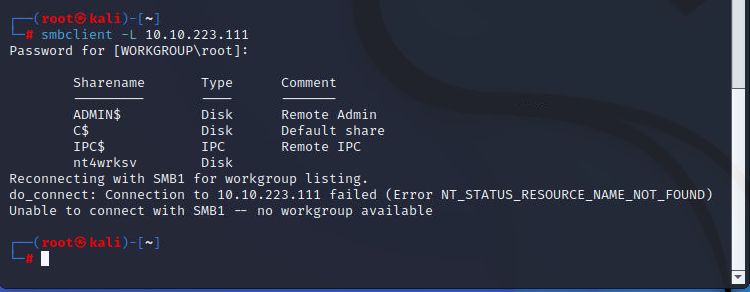 ┌──(root㉿kali)-[~]
└─# smbclient -L 10.10.223.111
Password for [WORKGROUP\root]:
Sharename Type Comment
--------- ---- -------
ADMIN$ Disk Remote Admin
C$ Disk Default share
IPC$ IPC Remote IPC
nt4wrksv Disk
Reconnecting with SMB1 for workgroup listing.
do_connect: Connection to 10.10.223.111 failed (Error NT_STATUS_RESOURCE_NAME_NOT_FOUND)
Unable to connect with SMB1 -- no workgroup available
┌──(root㉿kali)-[~]
└─#